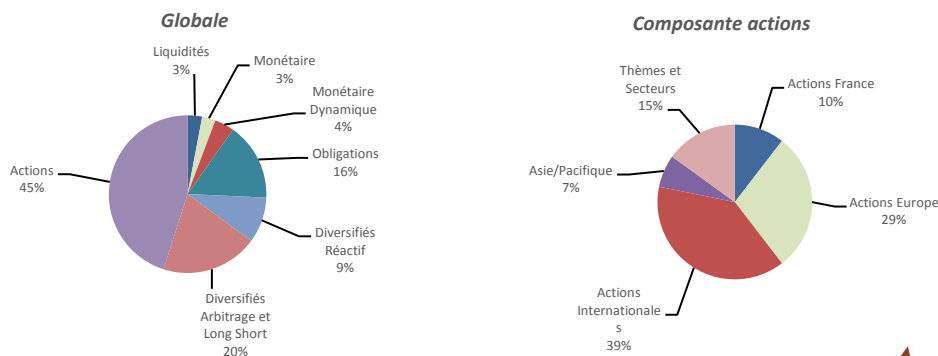 Globale
Liquidités
3%
Monétaire
3%
Monétaire
Dynamique
4%
Obligations
16%
Diversifiés
Réactif
9%
Diversifiés
Arbitrage et
Long Short
20%
Actions
45%
Composante actions
Thèmes et
Secteurs
15%
Actions France
10%
Asie/Pacifique
7%
Actions Europe
29%
Actions
Internationale
s
39%